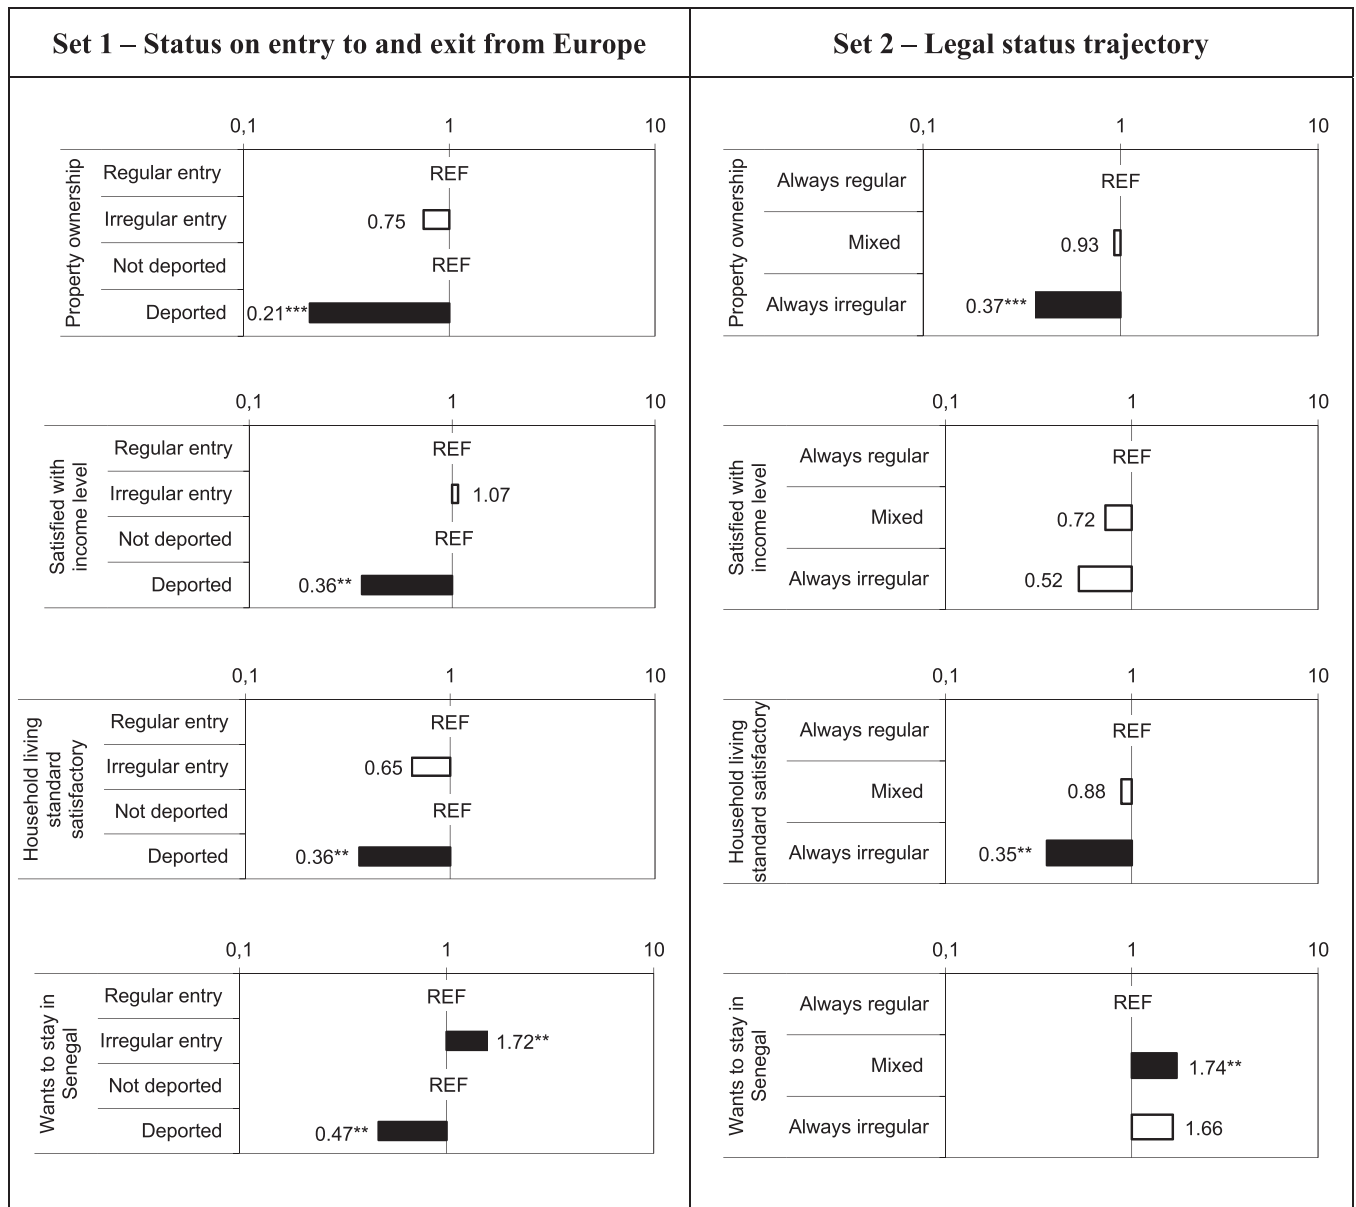 Set 1 – Status on entry to and exit from Europe
0,1 1 10
Property ownership
Regular entry REF
Irregular entry 0.75
Not deported REF
Deported 0.21***
0,1 1 10
Satisfied with
income level
Regular entry REF
Irregular entry 1.07
Not deported REF
Deported 0.36**
0,1 1 10
Household living
standard
satisfactory
Regular entry REF
Irregular entry 0.65
Not deported REF
Deported 0.36**
0,1 1 10
Wants to stay in
Senegal
Regular entry REF
Irregular entry 1.72**
Not deported REF
Deported 0.47**
Set 2 – Legal status trajectory
0,1 1 10
Property ownership
Always regular REF
Mixed 0.93
Always irregular 0.37***
0,1 1 10
Satisfied with
income level
Always regular REF
Mixed 0.72
Always irregular 0.52
0,1 1 10
Household living
standard satisfactory
Always regular REF
Mixed 0.88
Always irregular 0.35**
0,1 1 10
Wants to stay in
Senegal
Always regular REF
Mixed 1.74**
Always irregular 1.66